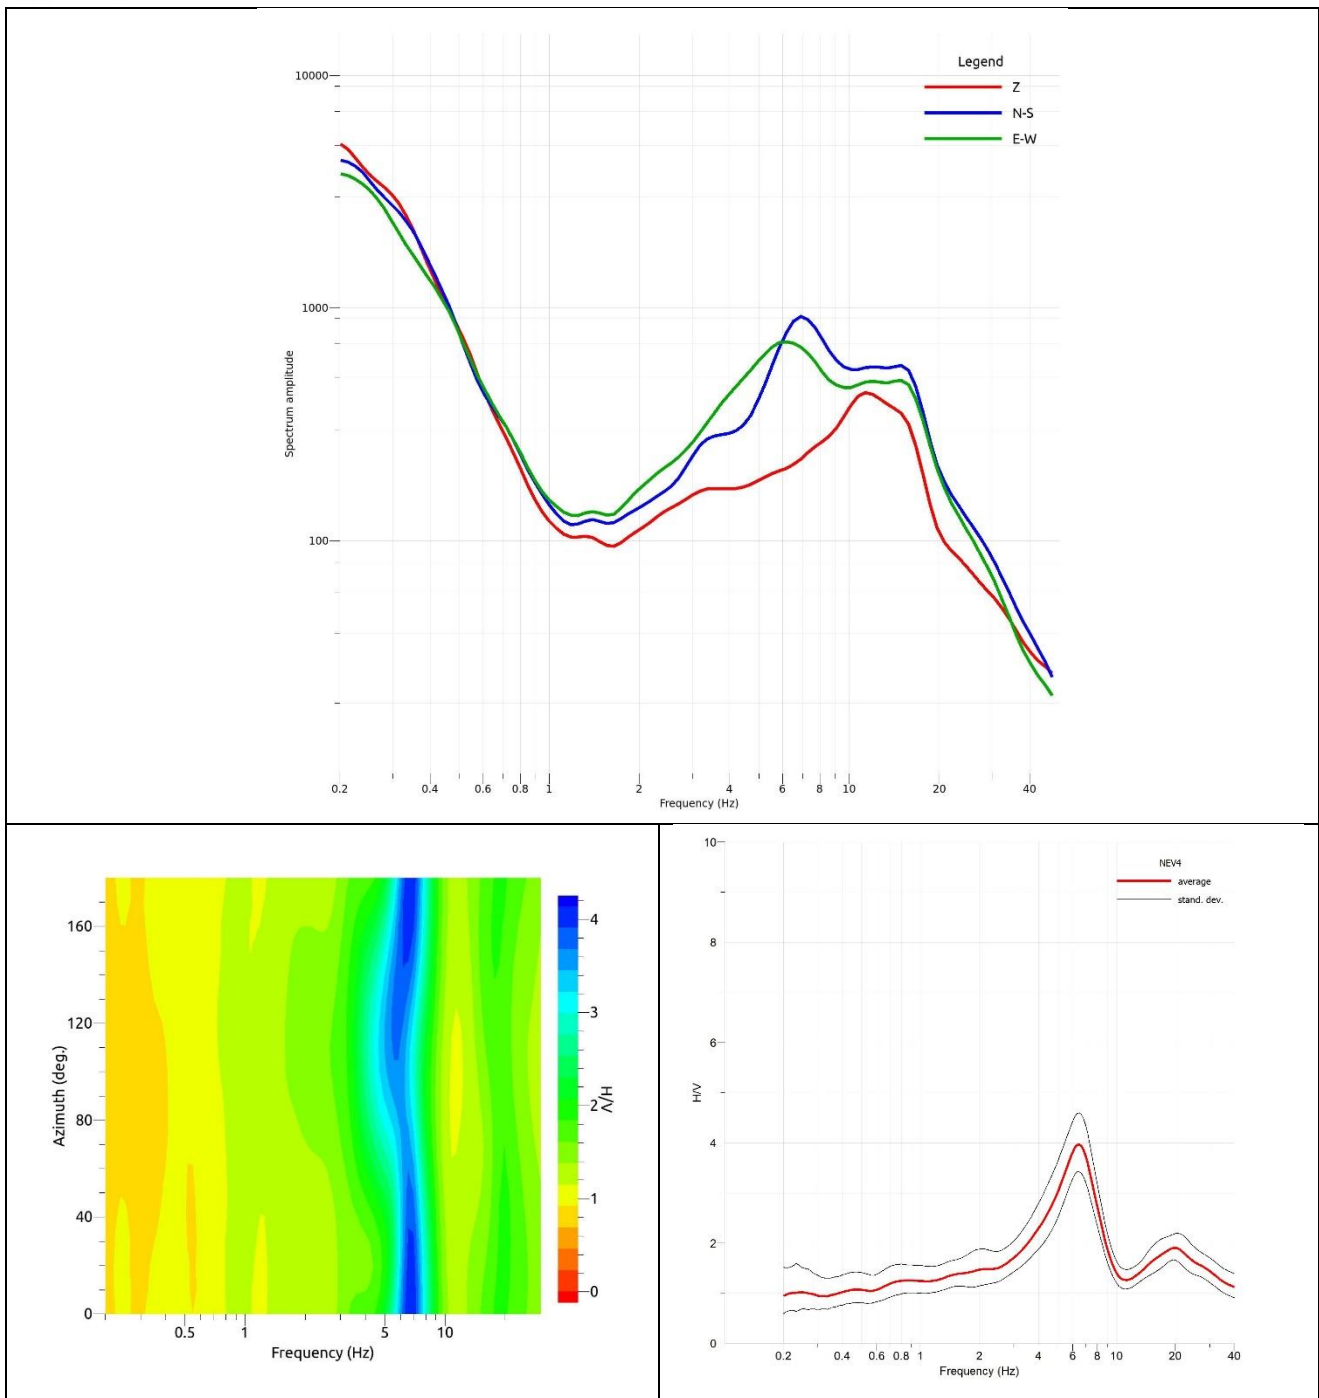 Legend
Z
N-S
E-W
10000
1000
100
Spectrum amplitude
0.2 0.4 0.6 0.8 1 2 4 6 8 10 20 40
Frequency (Hz)
160
120
80
40
0
Azimuth (deg.)
0.5 1 5 10
Frequency (Hz)
4
3
2
1
0
H/V
10
8
6
4
2
0
H/V
NEV4
average
stand. dev.
0.2 0.4 0.6 0.8 1 2 4 6 8 10 20 40
Frequency (Hz)